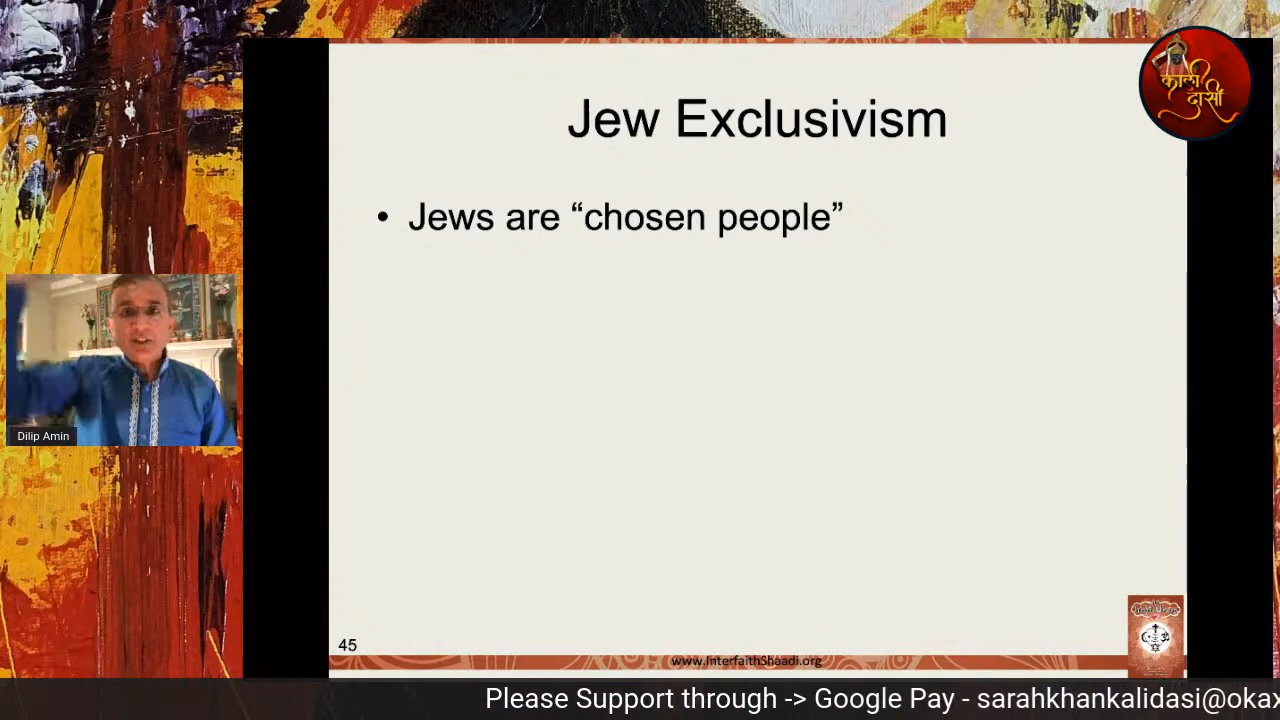 Jew Exclusivism
काली
दासी
• Jews are “chosen people”
Dilip Amin
45
www.InterfaithShaadi.org
Please Support through -> Google Pay - sarahkhankalidasi@okax